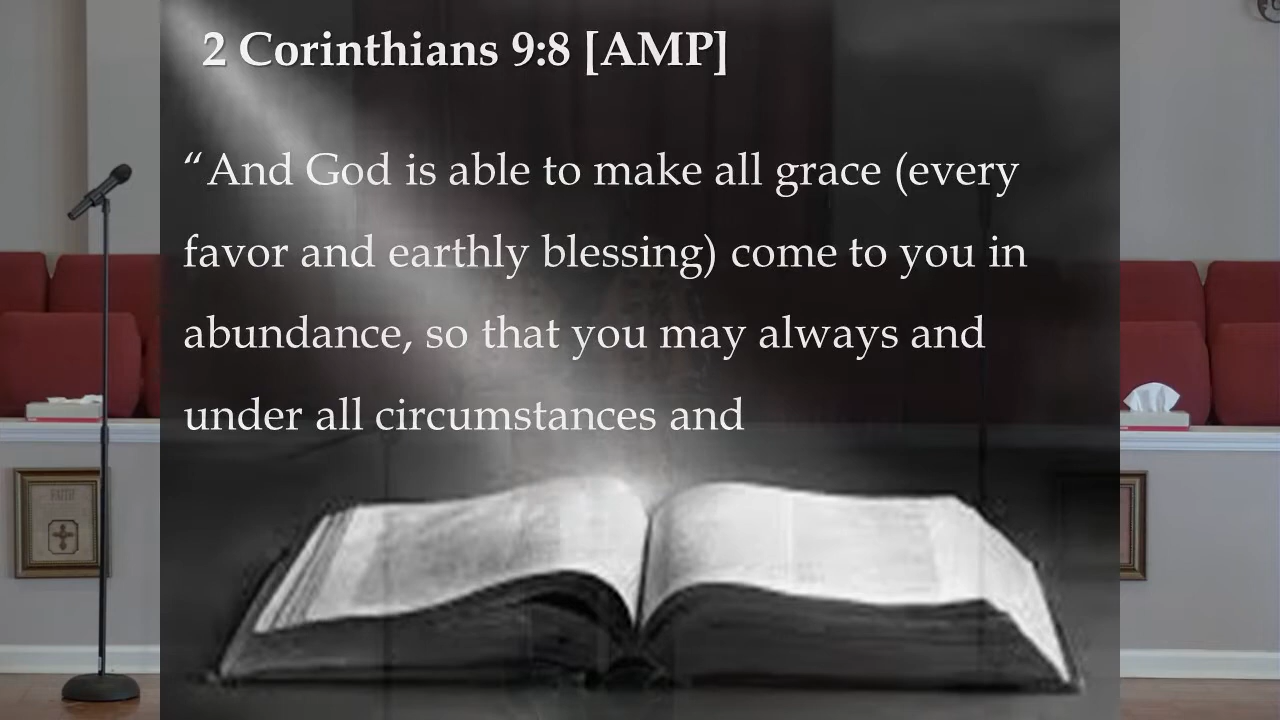 2 Corinthians 9:8 [AMP]
“And God is able to make all grace (every
favor and earthly blessing) come to you in
abundance, so that you may always and
under all circumstances and
FAITH